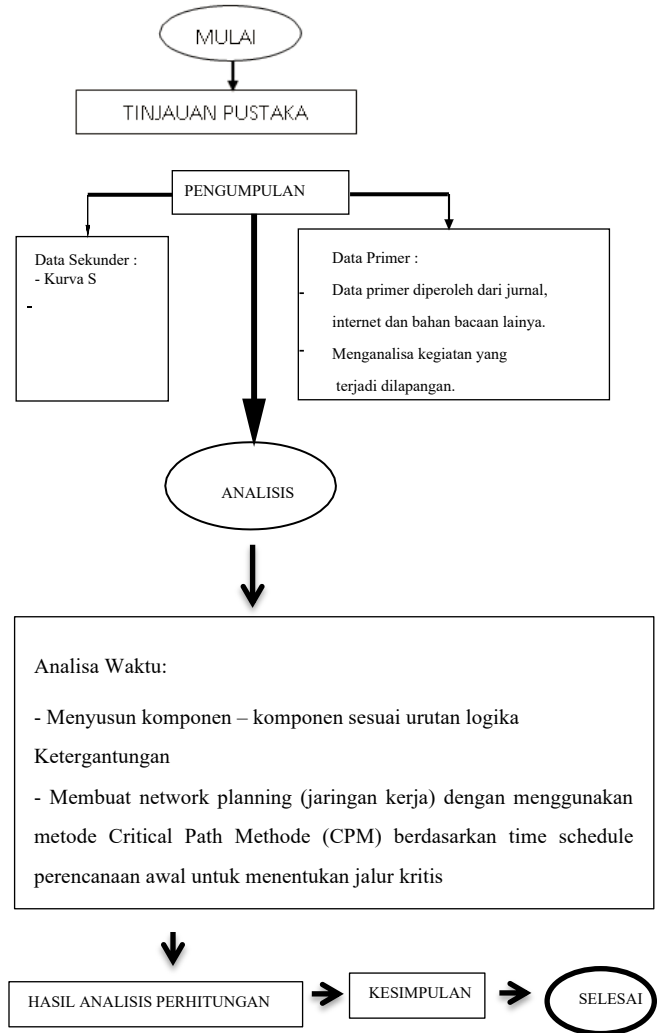 MULAI
TINJAUAN PUSTAKA
PENGUMPULAN
Data Sekunder :
- Kurva S
-
Data Primer :
- Data primer diperoleh dari jurnal,
internet dan bahan bacaan lainya.
- Menganalisa kegiatan yang
terjadi dilapangan.
ANALISIS
Analisa Waktu:
- Menyusun komponen – komponen sesuai urutan logika
Ketergantungan
- Membuat network planning (jaringan kerja) dengan menggunakan
metode Critical Path Methode (CPM) berdasarkan time schedule
perencanaan awal untuk menentukan jalur kritis
HASIL ANALISIS PERHITUNGAN
KESIMPULAN
SELESAI